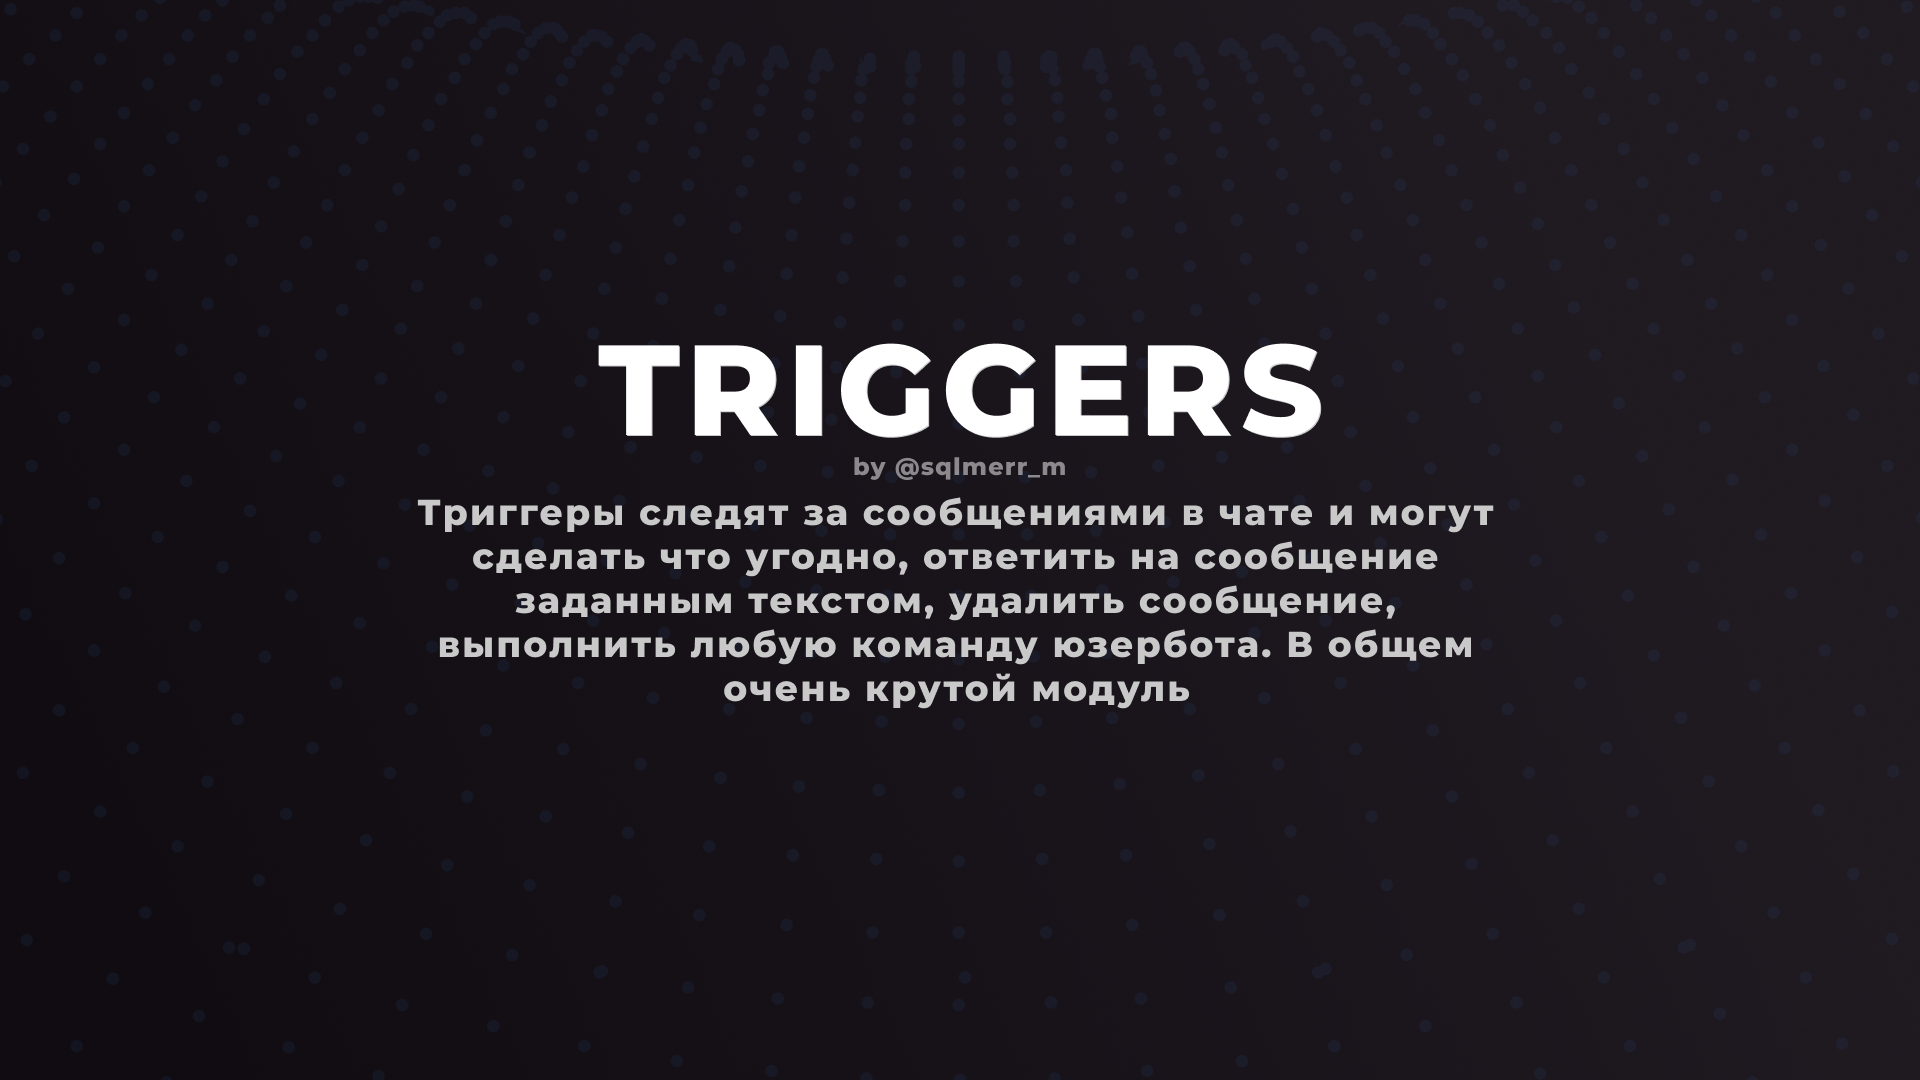 TRIGGERS
by @sqlmerr_m
Триггеры следят за сообщениями в чате и могут
сделать что угодно, ответить на сообщение
заданным текстом, удалить сообщение,
выполнить любую команду юзербота. В общем
очень крутой модуль